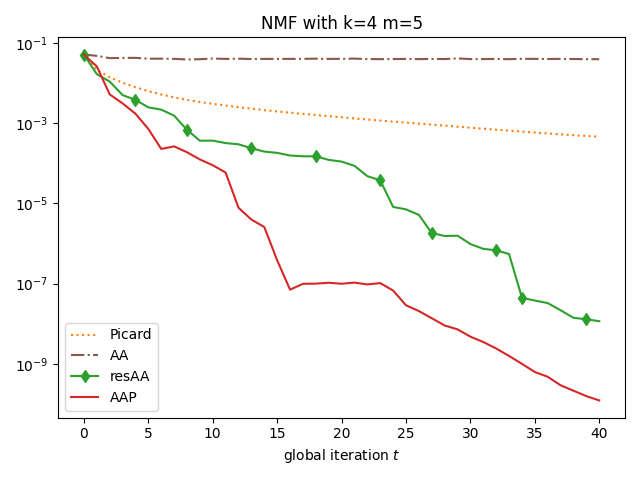 NMF with k=4 m=5
10⁻¹
10⁻³
10⁻⁵
10⁻⁷
10⁻⁹
Picard
AA
resAA
AAP
0 5 10 15 20 25 30 35 40
global iteration t